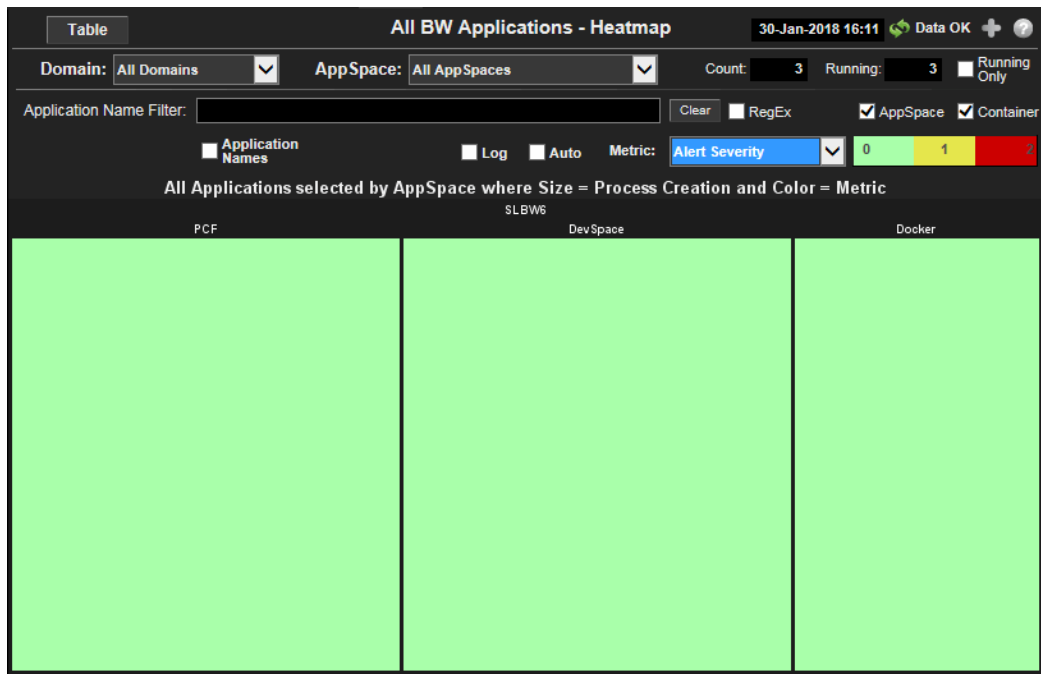 Table All BW Applications - Heatmap 30-Jan-2018 16:11 Data OK
Domain: All Domains AppSpace: All AppSpaces Count: 3 Running: 3 Running Only
Application Name Filter: Clear RegEx AppSpace Container
Application Names Log Auto Metric: Alert Severity 0 1 2
All Applications selected by AppSpace where Size = Process Creation and Color = Metric
SLBW6
PCF DevSpace Docker